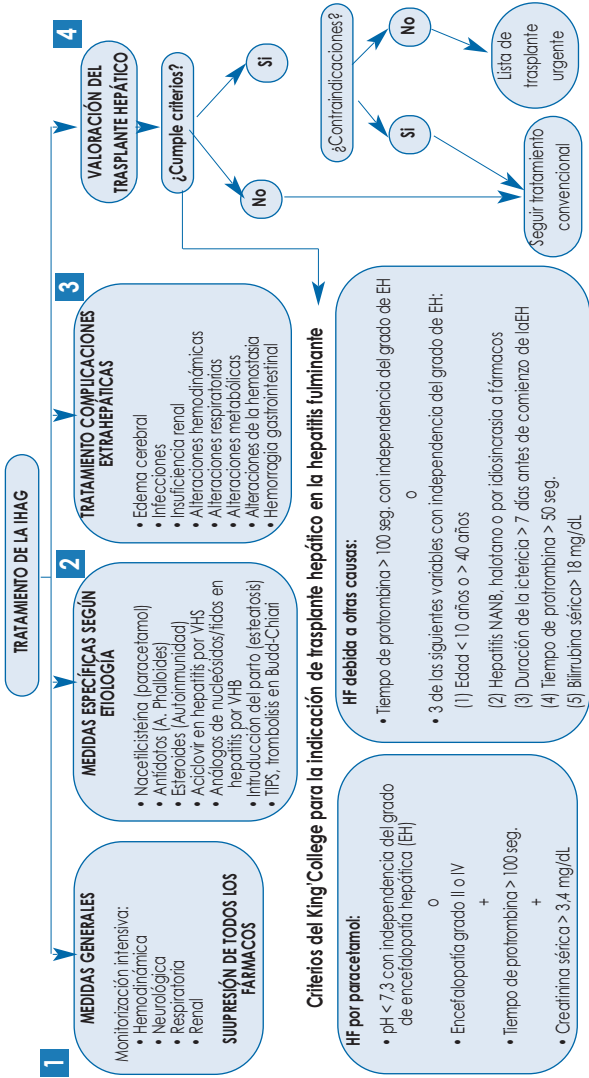 TRATAMIENTO DE LA IHAG
1
MEDIDAS GENERALES
Monitorización intensiva:
• Hemodinámica
• Neurológica
• Respiratoria
• Renal
SUUPRESIÓN DE TODOS LOS
FÁRMACOS
2
MEDIDAS ESPECÍFICAS SEGÚN
ETIOLOGÍA
• Nacetilcisteína (paracetamol)
• Antídotos (A. Phalloides)
• Esteroides (Autoinmunidad)
• Aciclovir en hepatitis por VHS
• Análogos de nucleósidos/tidos en
hepatitis por VHB
• Intruducción del parto (esteatosis)
• TIPS, trombolisis en Budd-Chiari
3
TRATAMIENTO COMPLICACIONES
EXTRAHEPÁTICAS
• Edema cerebral
• Infecciones
• Insuficiencia renal
• Alteraciones hemodinámicas
• Alteraciones respiratorias
• Alteraciones metabólicas
• Alteraciones de la hemóstasia
• Hemorragia gastrointestinal
4
VALORACIÓN DEL
TRASPLANTE HEPÁTICO
¿Cumple criterios?
No
Si
¿Contraindicaciones?
Si
No
Seguir tratamiento
convencional
Lista de
trasplante
urgente
Criterios del King'College para la indicación de trasplante hepático en la hepatitis fulminante
HF por paracetamol:
• pH < 7,3 con independencia del grado
de encefalopatía hepática (EH)
o
• Encefalopatía grado II o IV
+
• Tiempo de protrombina > 100 seg.
+
• Creatinina sérica > 3,4 mg/dL
HF debida a otras causas:
• Tiempo de protrombina > 100 seg. con independencia del grado de EH
o
• 3 de las siguientes variables con independencia del grado de EH:
(1) Edad < 10 años o > 40 años
(2) Hepatitis NANB, halotano o por idiosincrasia a fármacos
(3) Duración de la ictericia > 7 días antes de comienzo de laEH
(4) Tiempo de protrombina > 50 seg.
(5) Bilirrubina sérica> 18 mg/dL